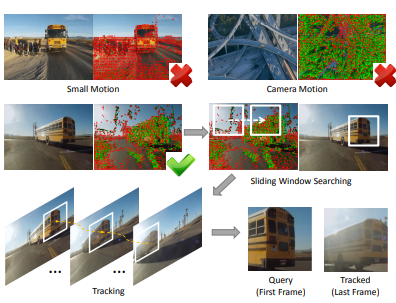 Small Motion
Camera Motion
Sliding Window Searching
...
...
Tracking
Query
(First Frame)
Tracked
(Last Frame)